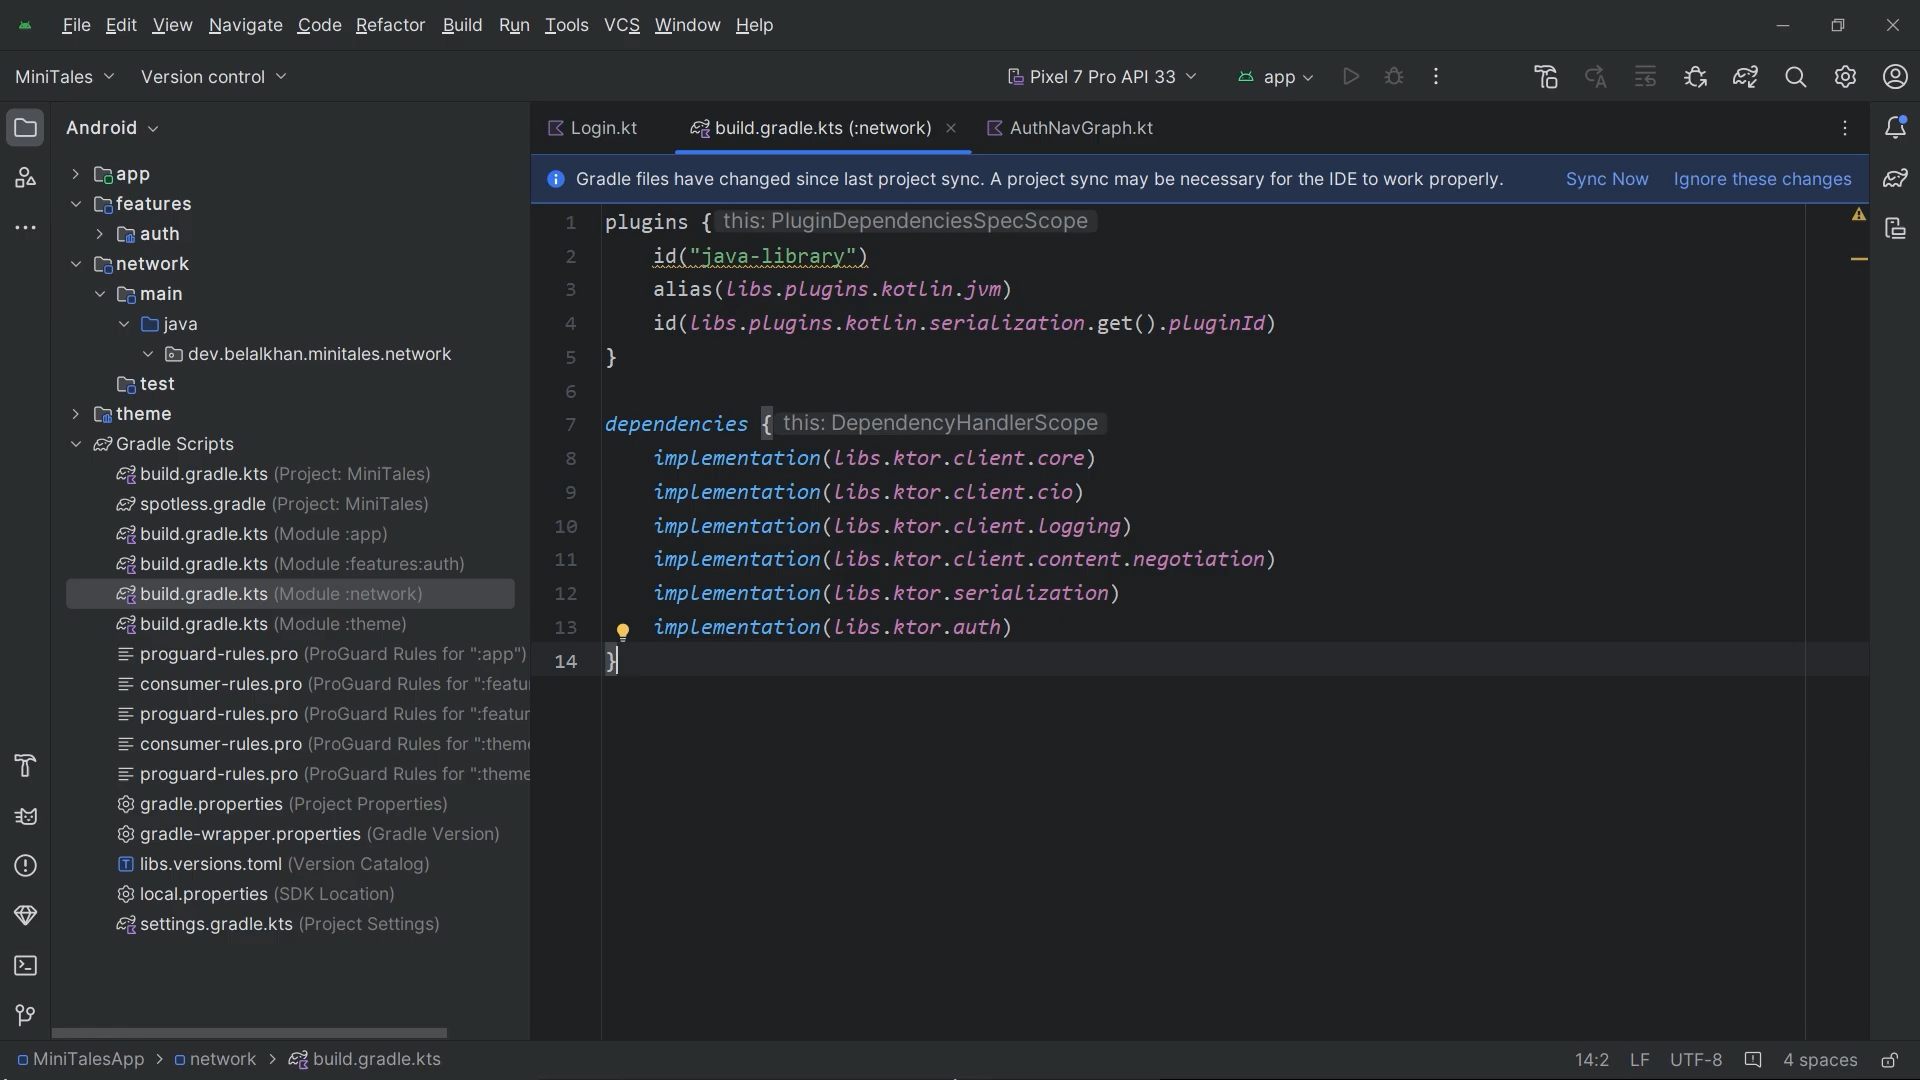 File Edit View Navigate Code Refactor Build Run Tools VCS Window Help
MiniTales Version control Pixel 7 Pro API 33 app
Android
Login.kt build.gradle.kts (:network) AuthNavGraph.kt
Gradle files have changed since last project sync. A project sync may be necessary for the IDE to work properly. Sync Now Ignore these changes
app
features
auth
network
main
java
dev.belalkhan.minitales.network
test
theme
Gradle Scripts
build.gradle.kts (Project: MiniTales)
spotless.gradle (Project: MiniTales)
build.gradle.kts (Module :app)
build.gradle.kts (Module :features:auth)
build.gradle.kts (Module :network)
build.gradle.kts (Module :theme)
proguard-rules.pro (ProGuard Rules for ":app")
consumer-rules.pro (ProGuard Rules for ":featu
proguard-rules.pro (ProGuard Rules for ":featur
consumer-rules.pro (ProGuard Rules for ":them
proguard-rules.pro (ProGuard Rules for ":theme
gradle.properties (Project Properties)
gradle-wrapper.properties (Gradle Version)
libs.versions.toml (Version Catalog)
local.properties (SDK Location)
settings.gradle.kts (Project Settings)
1 plugins { this: PluginDependenciesSpecScope
2 id("java-library")
3 alias(libs.plugins.kotlin.jvm)
4 id(libs.plugins.kotlin.serialization.get().pluginId)
5 }
6
7 dependencies { this: DependencyHandlerScope
8 implementation(libs.ktor.client.core)
9 implementation(libs.ktor.client.cio)
10 implementation(libs.ktor.client.logging)
11 implementation(libs.ktor.client.content.negotiation)
12 implementation(libs.ktor.serialization)
13 implementation(libs.ktor.auth)
14 }
MiniTalesApp > network > build.gradle.kts 14:2 LF UTF-8 4 spaces